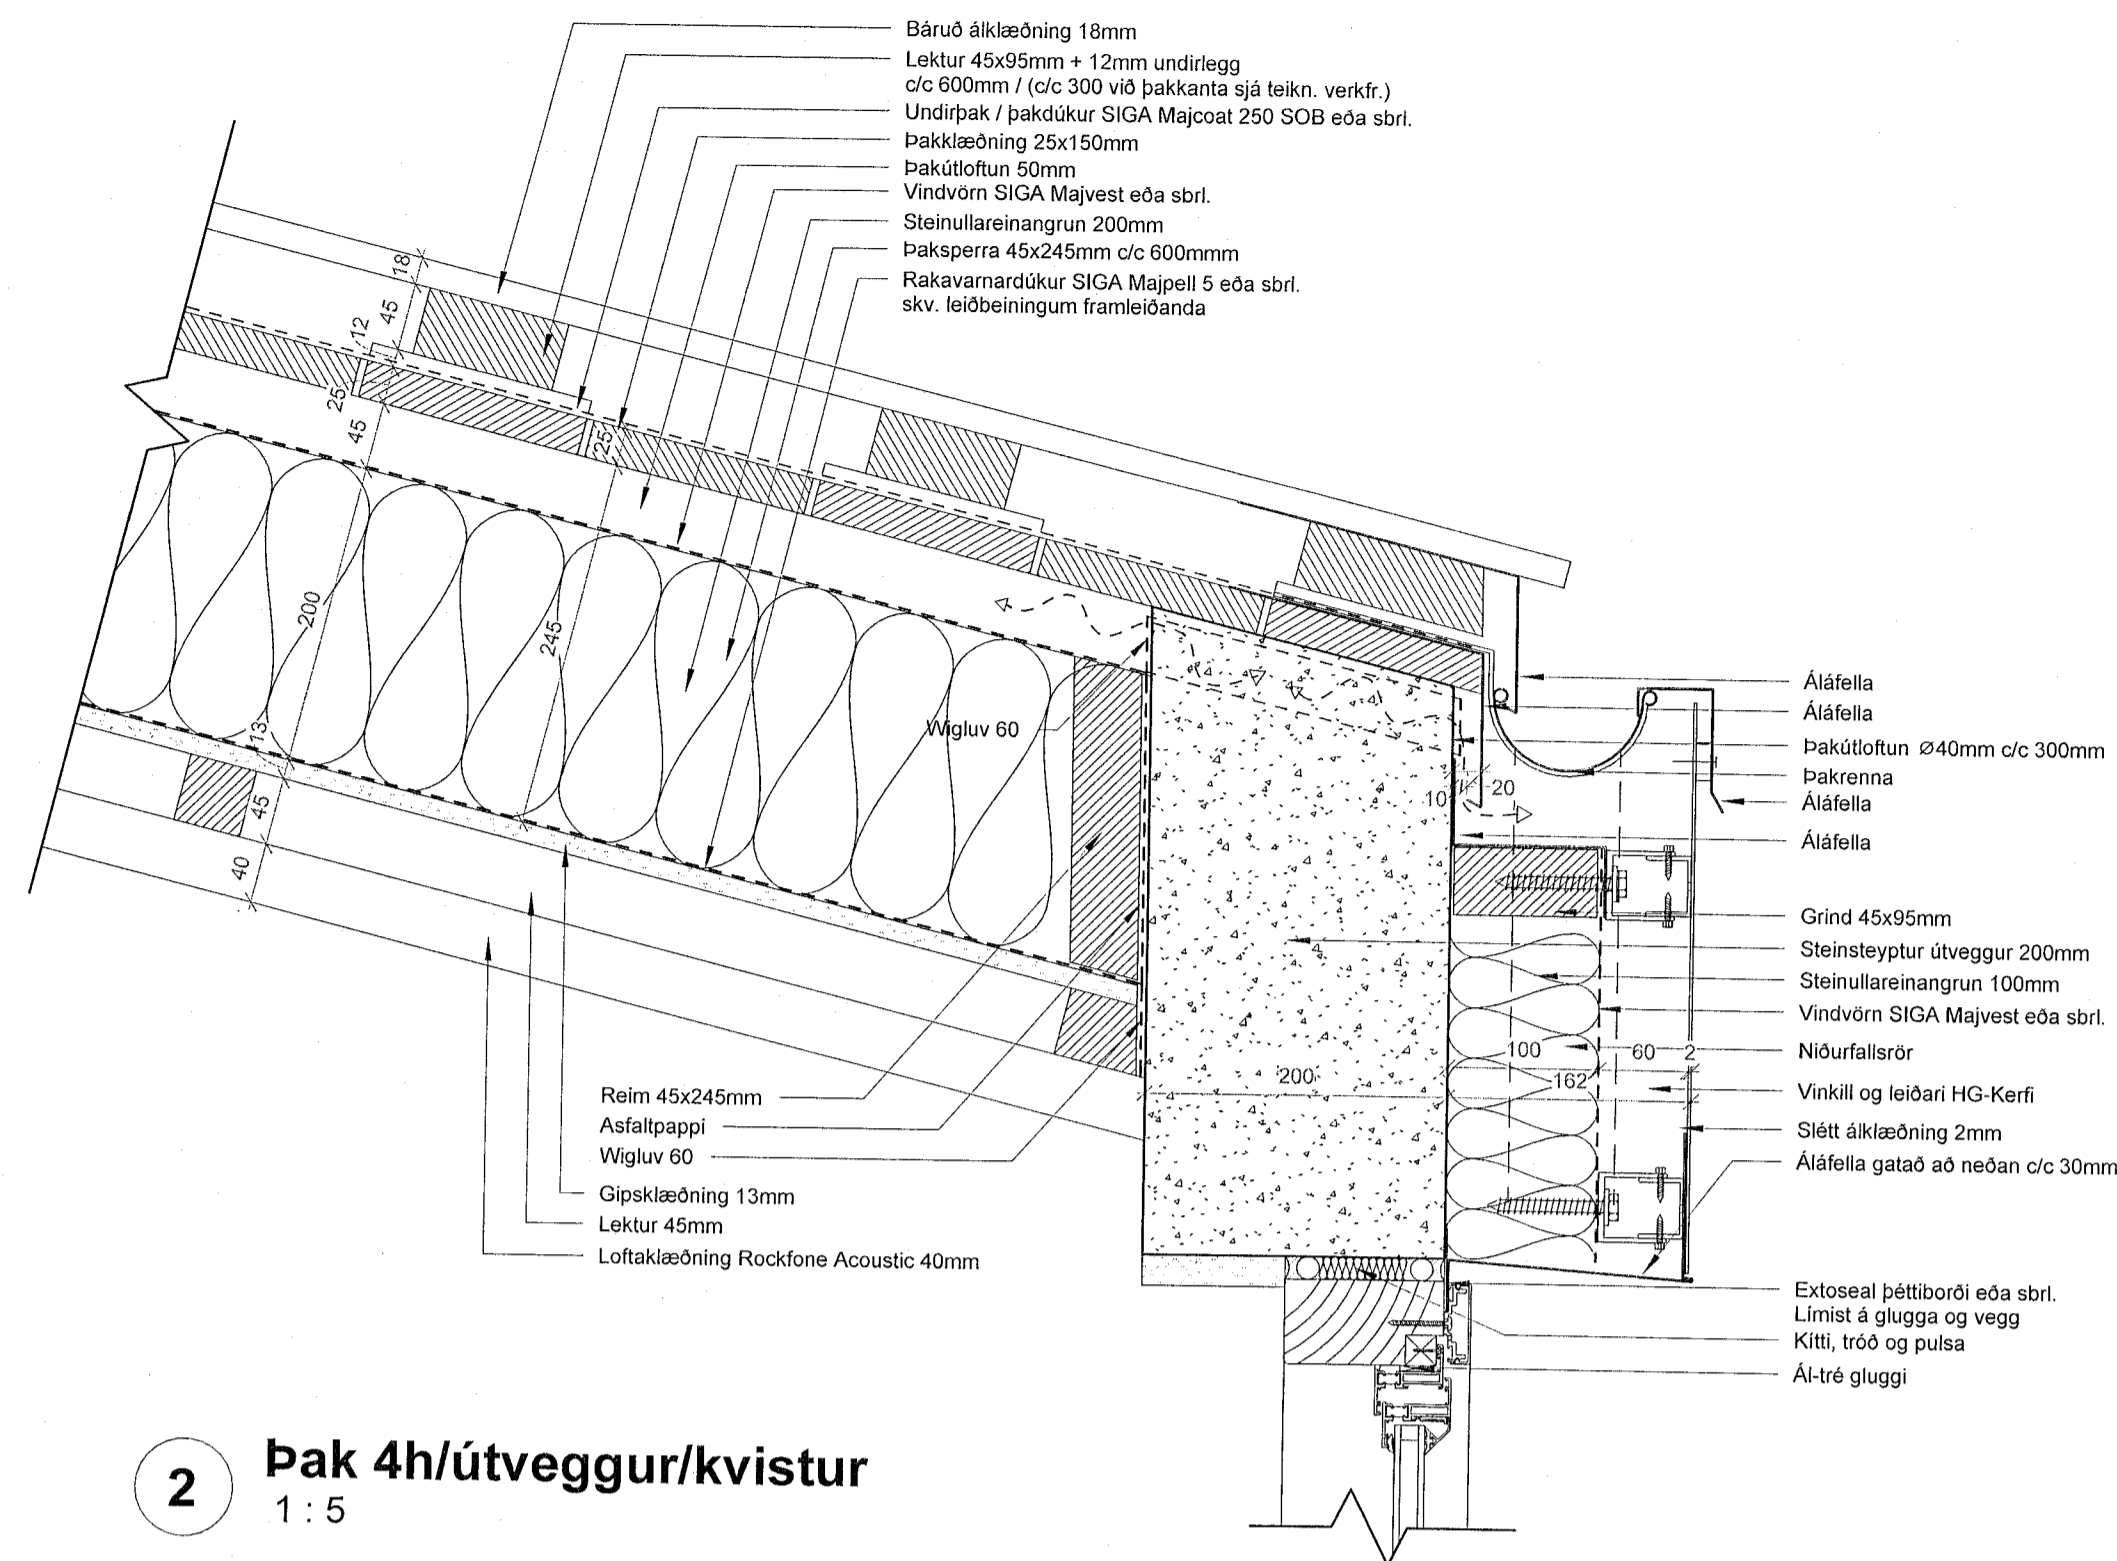 Báruð álklæðning 18mm
Lektur 45x95mm + 12mm undirlegg
c/c 600mm / (c/c 300 við þakkanta sjá teikn. verkfr.)
Undirþak / þakdúkur SIGA Majcoat 250 SOB eða sbrl.
Þakklæðning 25x150mm
Þakútloftun 50mm
Vindvörn SIGA Majvest eða sbrl.
Steinullareinangrun 200mm
Þaksperra 45x245mm c/c 600mmm
Rakavarnardúkur SIGA Majpell 5 eða sbrl.
skv. leiðbeiningum framleiðanda
18
45
12
25
45
25
200
245
13
45
40
Wigluv 60
10
20
Áláfella
Áláfella
Þakútloftun Ø40mm c/c 300mm
Þakrenna
Áláfella
Áláfella
Grind 45x95mm
Steinsteyptur útveggur 200mm
Steinullareinangrun 100mm
Vindvörn SIGA Majvest eða sbrl.
Niðurfallsrör
Vinkill og leiðari HG-Kerfi
Slétt álklæðning 2mm
Áláfella gatað að neðan c/c 30mm
100
60
2
200
162
Reim 45x245mm
Asfaltpappi
Wigluv 60
Gipsklæðning 13mm
Lektur 45mm
Loftaklæðning Rockfone Acoustic 40mm
Extoseal þéttiborði eða sbrl.
Límist á glugga og vegg
Kítti, tróð og pulsa
Ál-tré gluggi
2
Þak 4h/útveggur/kvistur
1 : 5